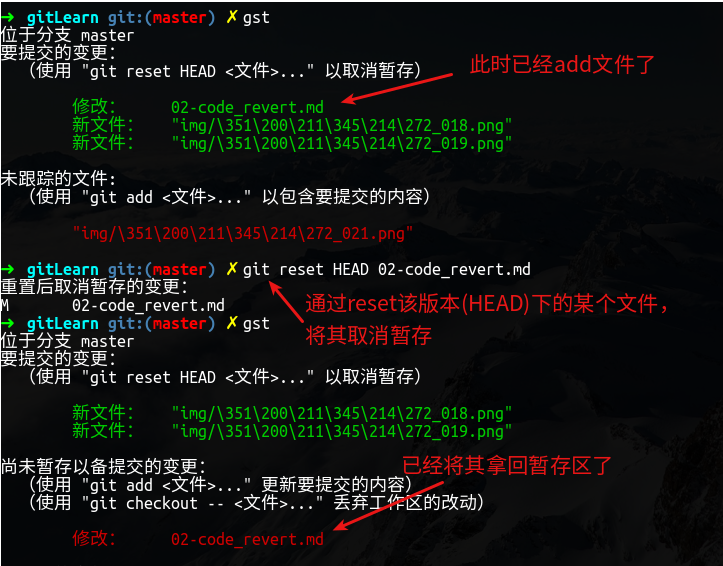 ➜ gitLearn git:(master) ✗ gst
位于分支 master
要提交的变更：
（使用 "git reset HEAD <文件>..." 以取消暂存）
此时已经add文件了
修改： 02-code_revert.md
新文件： "img/\351\200\211\345\214\272_018.png"
新文件： "img/\351\200\211\345\214\272_019.png"
未跟踪的文件:
（使用 "git add <文件>..." 以包含要提交的内容）
"img/\351\200\211\345\214\272_021.png"
➜ gitLearn git:(master) ✗ git reset HEAD 02-code_revert.md
重置后取消暂存的变更：
M 02-code_revert.md
通过reset该版本(HEAD)下的某个文件，
将其取消暂存
➜ gitLearn git:(master) ✗ gst
位于分支 master
要提交的变更：
（使用 "git reset HEAD <文件>..." 以取消暂存）
新文件： "img/\351\200\211\345\214\272_018.png"
新文件： "img/\351\200\211\345\214\272_019.png"
尚未暂存以备提交的变更：
已经将其拿回暂存区了
（使用 "git add <文件>..." 更新要提交的内容）
（使用 "git checkout -- <文件>..." 丢弃工作区的改动）
修改： 02-code_revert.md